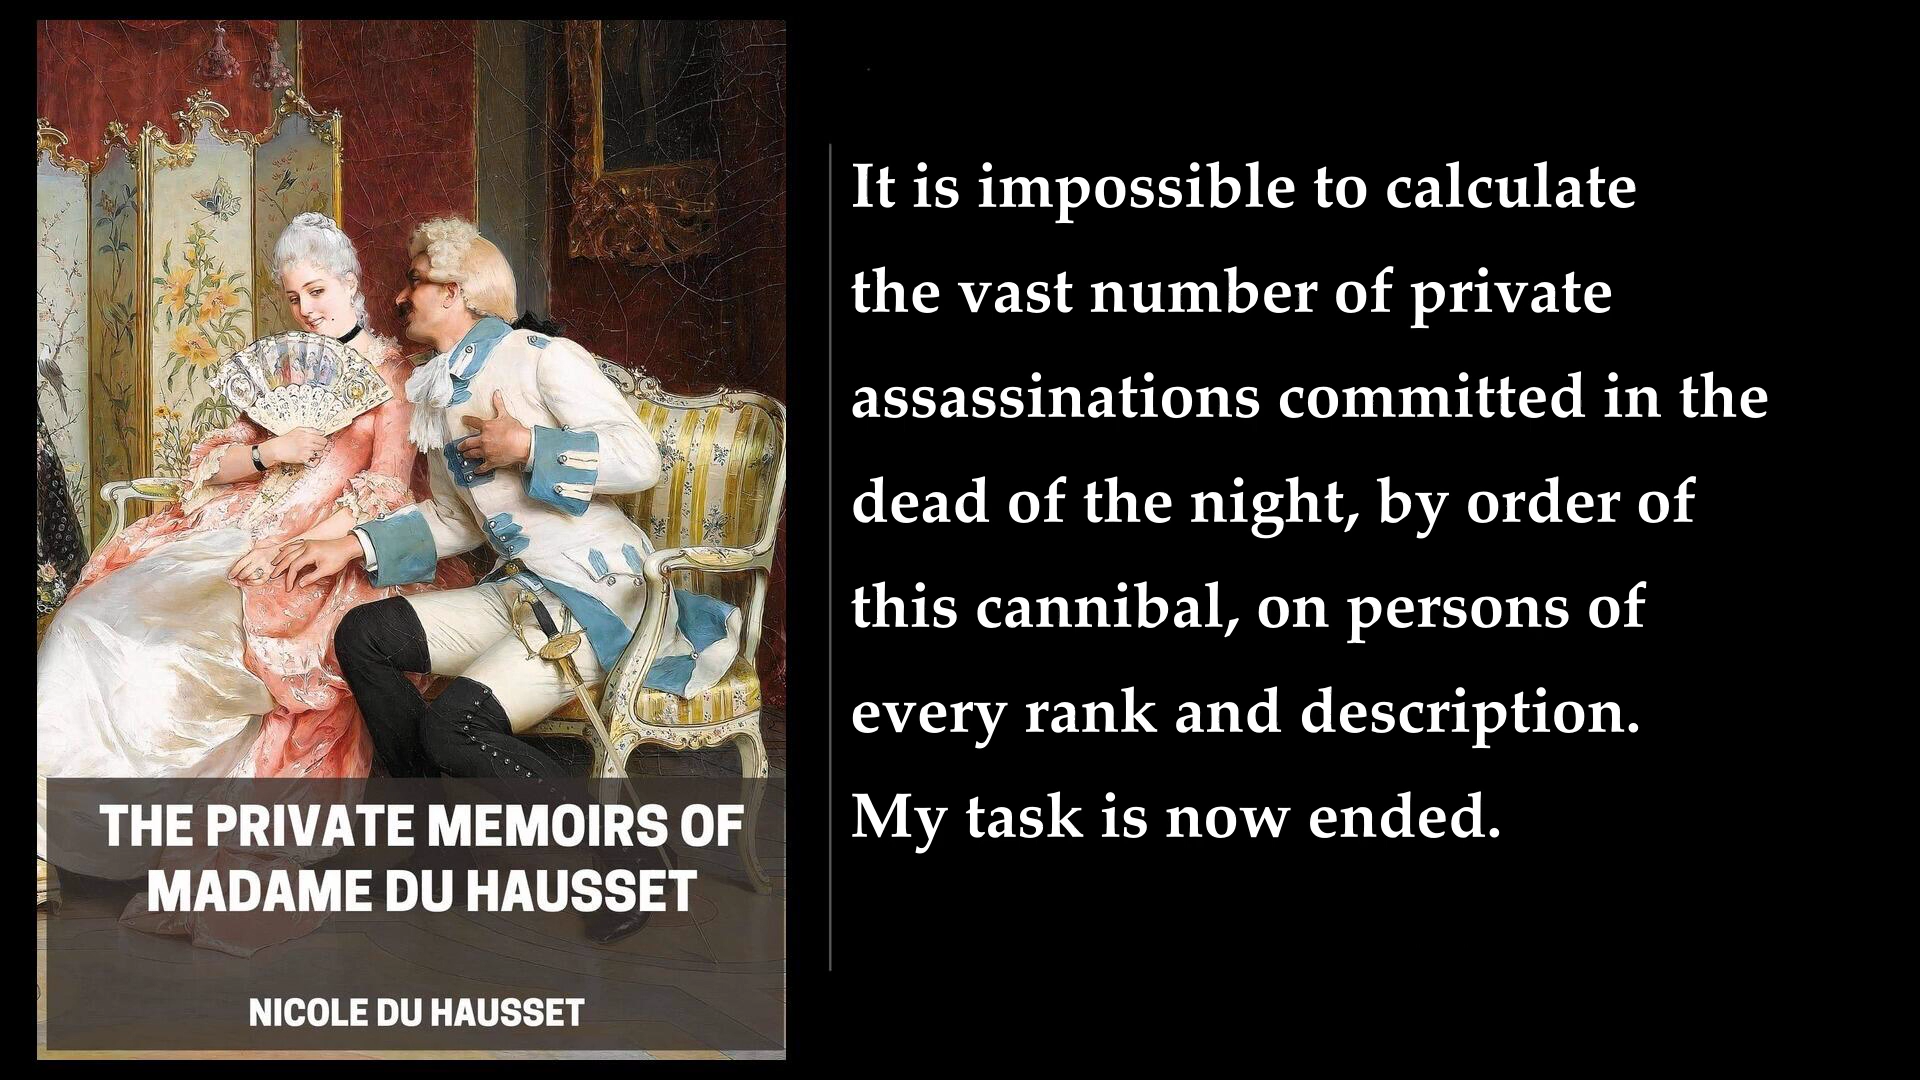 It is impossible to calculate
the vast number of private
assassinations committed in the
dead of the night, by order of
this cannibal, on persons of
every rank and description.
My task is now ended.
THE PRIVATE MEMOIRS OF
MADAME DU HAUSSET
NICOLE DU HAUSSET